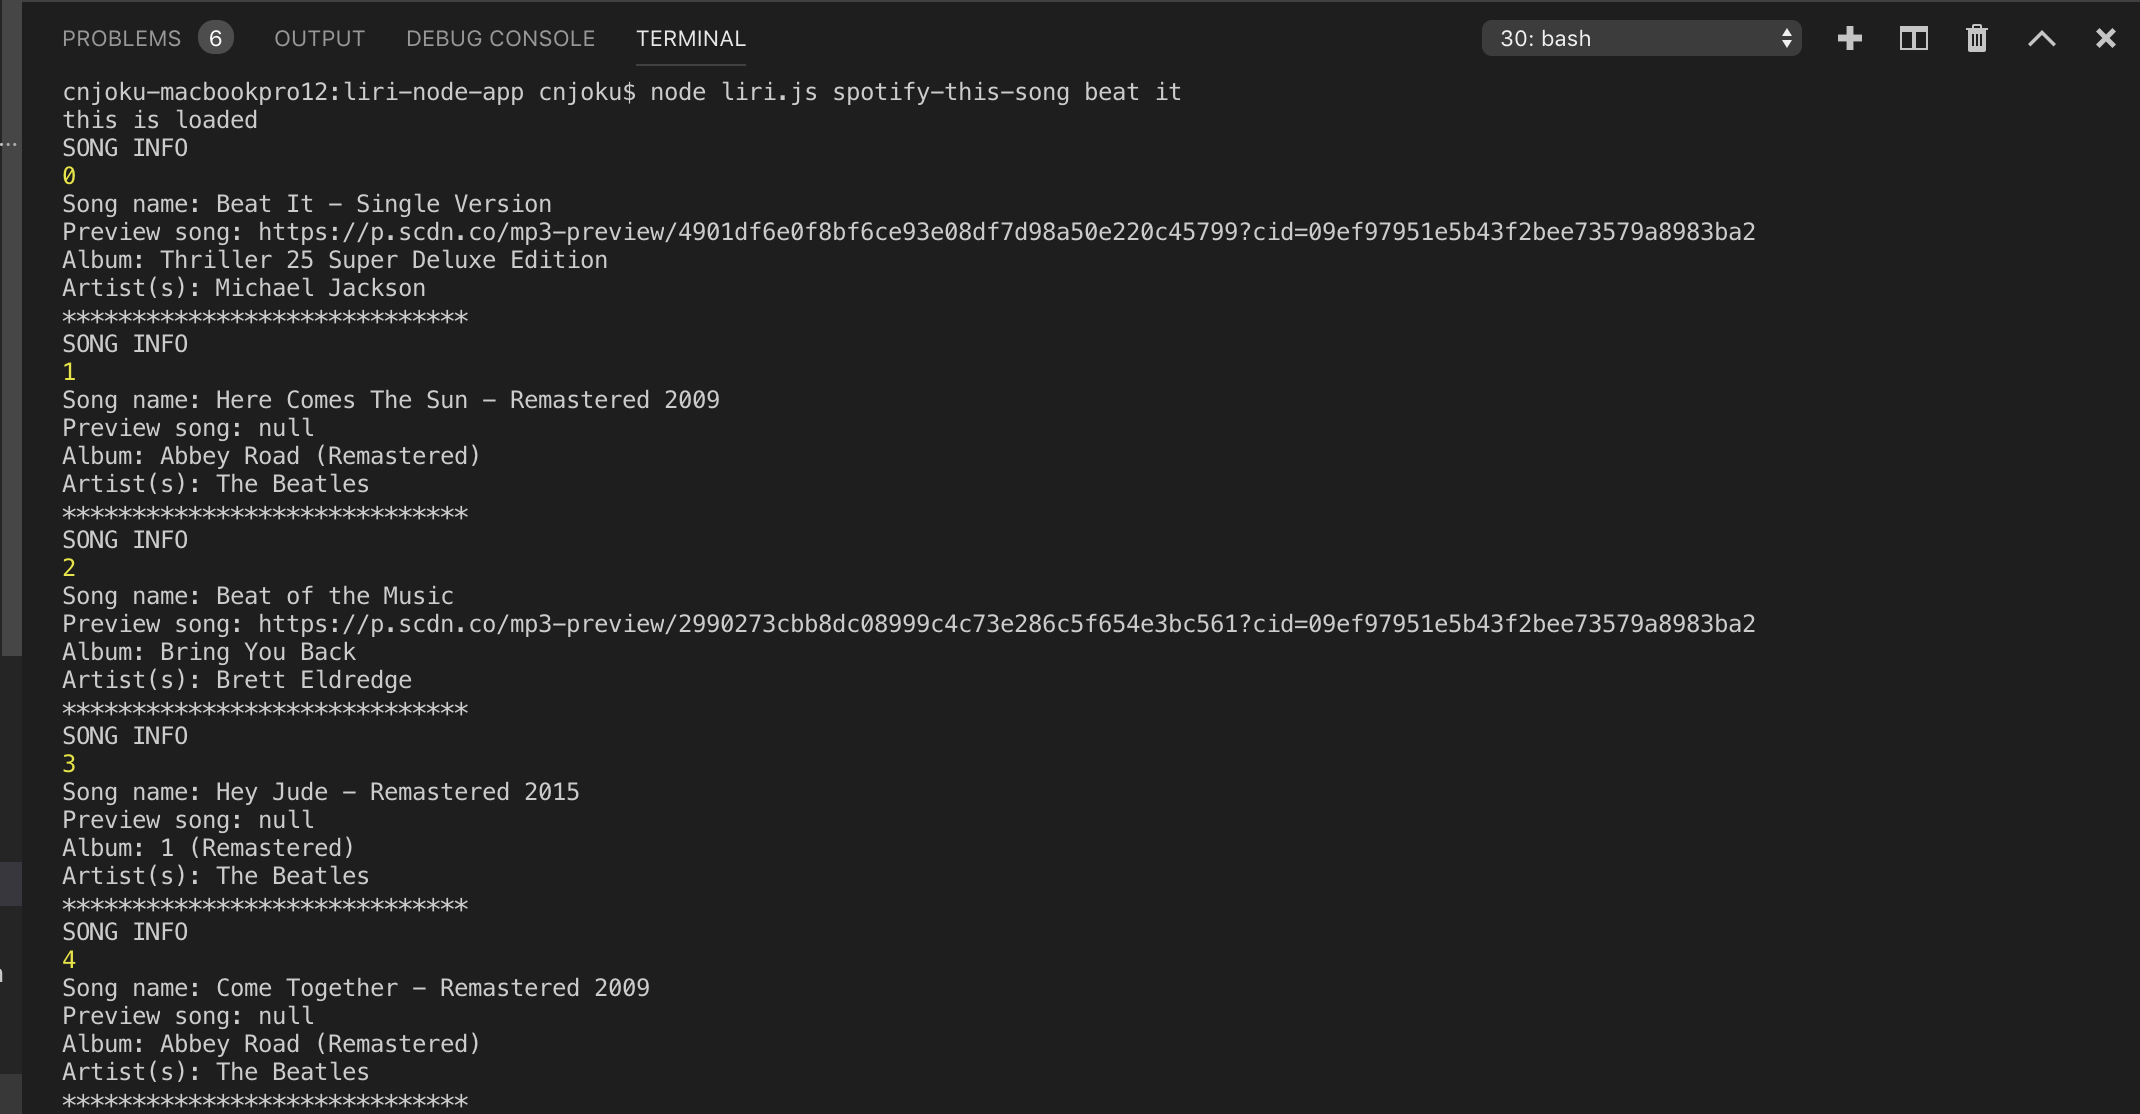 PROBLEMS 6 OUTPUT DEBUG CONSOLE TERMINAL 30: bash
cnjoku-macbookpro12:liri-node-app cnjoku$ node liri.js spotify-this-song beat it
this is loaded
SONG INFO
0
Song name: Beat It - Single Version
Preview song: https://p.scdn.co/mp3-preview/4901df6e0f8bf6ce93e08df7d98a50e220c45799?cid=09ef97951e5b43f2bee73579a8983ba2
Album: Thriller 25 Super Deluxe Edition
Artist(s): Michael Jackson
*****************************
SONG INFO
1
Song name: Here Comes The Sun - Remastered 2009
Preview song: null
Album: Abbey Road (Remastered)
Artist(s): The Beatles
*****************************
SONG INFO
2
Song name: Beat of the Music
Preview song: https://p.scdn.co/mp3-preview/2990273cbb8dc08999c4c73e286c5f654e3bc561?cid=09ef97951e5b43f2bee73579a8983ba2
Album: Bring You Back
Artist(s): Brett Eldredge
*****************************
SONG INFO
3
Song name: Hey Jude - Remastered 2015
Preview song: null
Album: 1 (Remastered)
Artist(s): The Beatles
*****************************
SONG INFO
4
Song name: Come Together - Remastered 2009
Preview song: null
Album: Abbey Road (Remastered)
Artist(s): The Beatles
*****************************